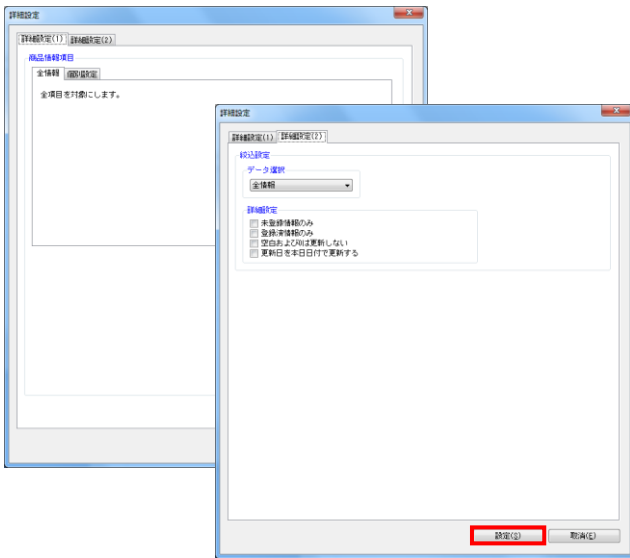 詳細設定
詳細設定(1) 詳細設定(2)
商品情報項目
全情報 個別設定
全項目を対象にします。
詳細設定
詳細設定(1) 詳細設定(2)
絞込設定
データ選択
全情報
詳細設定
未登録情報のみ
登録済情報のみ
空白および0は更新しない
更新日を本日日付で更新する
設定(S) 取消(E)